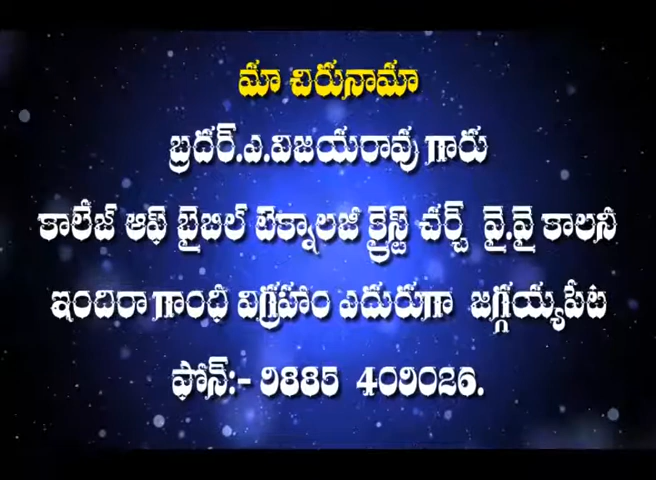 మా చిరునామా
బ్రదర్.ఎ.విజయరావు గారు
కాలేజ్ ఆఫ్ బైబిల్ టెక్నాలజీ క్రైస్ట్ చర్చ్ వై.వై కాలనీ
ఇందిరా గాంధీ విగ్రహం ఎదురుగా జగ్గయ్యపేట
ఫోన్:- 9885 409026.